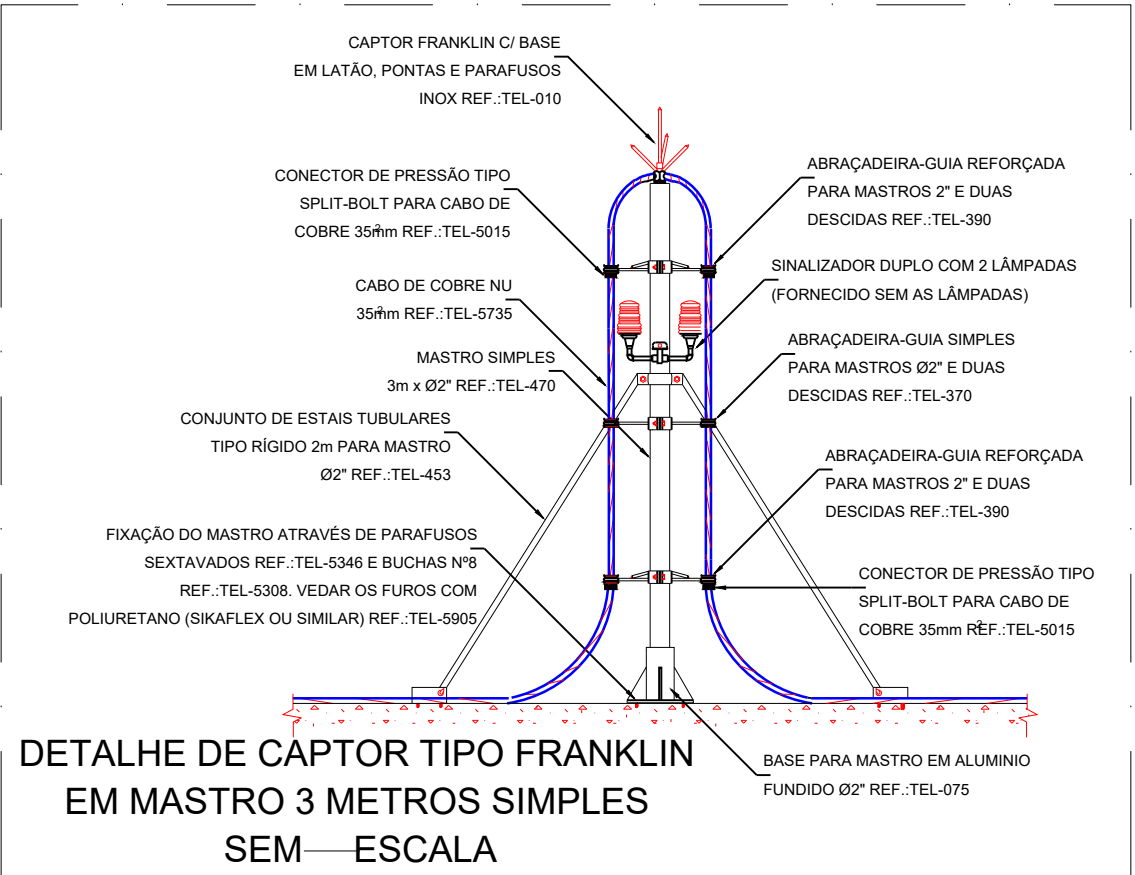 CAPTOR FRANKLIN C/ BASE
EM LATÃO, PONTAS E PARAFUSOS
INOX REF.:TEL-010
CONECTOR DE PRESSÃO TIPO
SPLIT-BOLT PARA CABO DE
COBRE 35mm² REF.:TEL-5015
CABO DE COBRE NU
35mm² REF.:TEL-5735
MASTRO SIMPLES
3m x Ø2" REF.:TEL-470
CONJUNTO DE ESTAIS TUBULARES
TIPO RÍGIDO 2m PARA MASTRO
Ø2" REF.:TEL-453
FIXAÇÃO DO MASTRO ATRAVÉS DE PARAFUSOS
SEXTAVADOS REF.:TEL-5346 E BUCHAS Nº8
REF.:TEL-5308. VEDAR OS FUROS COM
POLIURETANO (SIKAFLEX OU SIMILAR) REF.:TEL-5905
ABRAÇADEIRA-GUIA REFORÇADA
PARA MASTROS 2" E DUAS
DESCIDAS REF.:TEL-390
SINALIZADOR DUPLO COM 2 LÂMPADAS
(FORNECIDO SEM AS LÂMPADAS)
ABRAÇADEIRA-GUIA SIMPLES
PARA MASTROS Ø2" E DUAS
DESCIDAS REF.:TEL-370
ABRAÇADEIRA-GUIA REFORÇADA
PARA MASTROS 2" E DUAS
DESCIDAS REF.:TEL-390
CONECTOR DE PRESSÃO TIPO
SPLIT-BOLT PARA CABO DE
COBRE 35mm² REF.:TEL-5015
BASE PARA MASTRO EM ALUMINIO
FUNDIDO Ø2" REF.:TEL-075
DETALHE DE CAPTOR TIPO FRANKLIN
EM MASTRO 3 METROS SIMPLES
SEM ESCALA